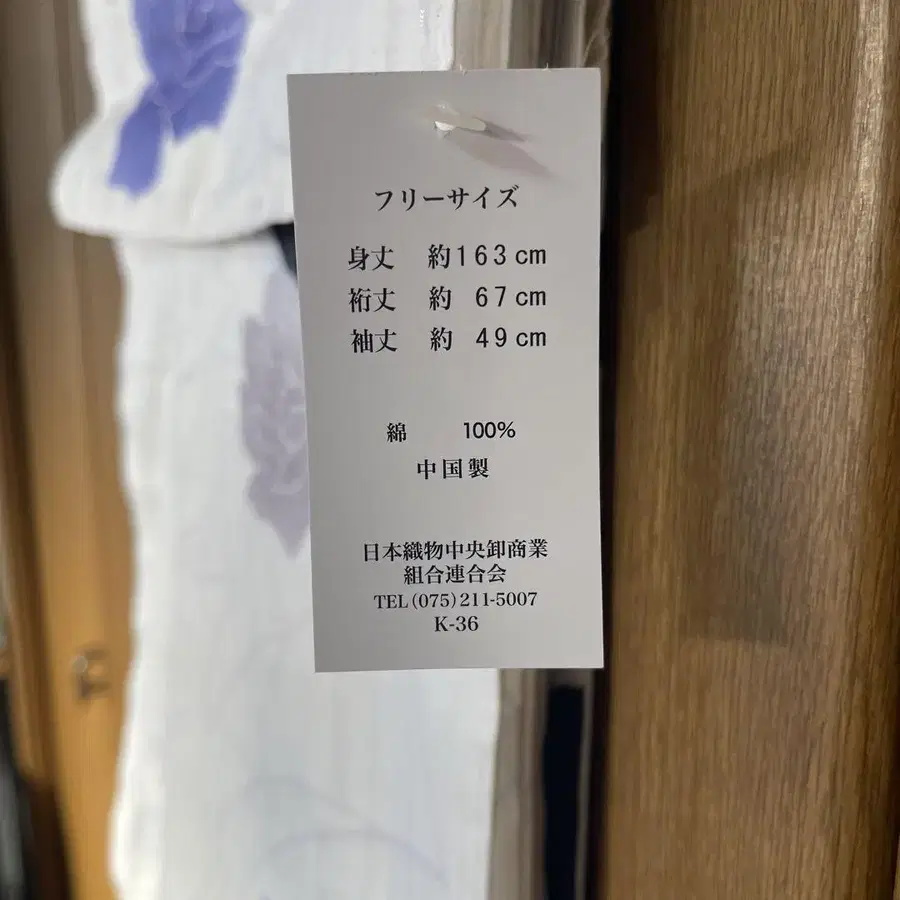 フリーサイズ
身丈 約163cm
裄丈 約 67cm
袖丈 約 49cm
綿 100%
中国製
日本織物中央卸商業
組合連合会
TEL(075)211-5007
K-36